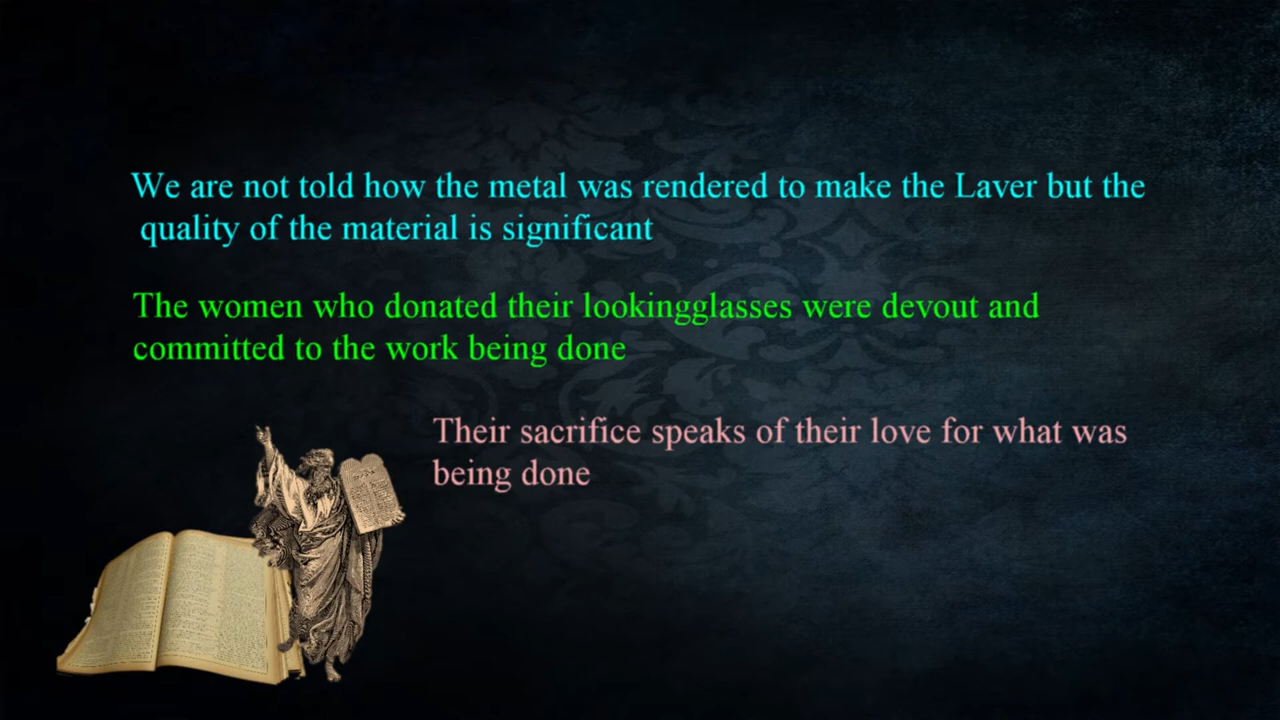 We are not told how the metal was rendered to make the Laver but the
quality of the material is significant
The women who donated their lookingglasses were devout and
committed to the work being done
Their sacrifice speaks of their love for what was
being done